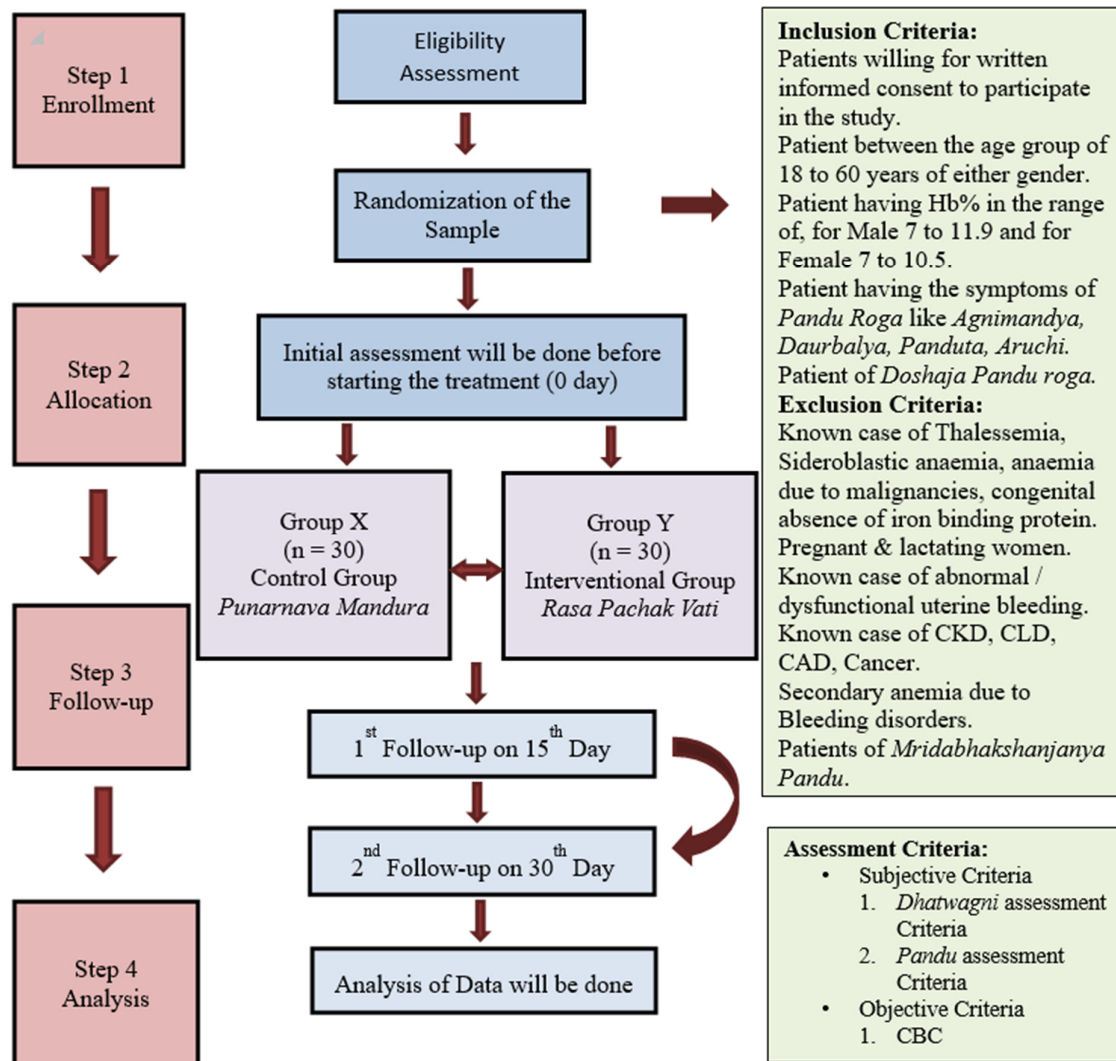 Step 1
Enrollment
Step 2
Allocation
Step 3
Follow-up
Step 4
Analysis
Eligibility
Assessment
Randomization of the
Sample
Initial assessment will be done before
starting the treatment (0 day)
Group X
(n = 30)
Control Group
Punarnava Mandura
Group Y
(n = 30)
Interventional Group
Rasa Pachak Vati
1st Follow-up on 15th Day
2nd Follow-up on 30th Day
Analysis of Data will be done
Inclusion Criteria:
Patients willing for written
informed consent to participate
in the study.
Patient between the age group of
18 to 60 years of either gender.
Patient having Hb% in the range
of, for Male 7 to 11.9 and for
Female 7 to 10.5.
Patient having the symptoms of
Pandu Roga like Agnimandya,
Daurbalya, Panduta, Aruchi.
Patient of Doshaja Pandu roga.
Exclusion Criteria:
Known case of Thalessemia,
Sideroblastic anaemia, anaemia
due to malignancies, congenital
absence of iron binding protein.
Pregnant & lactating women.
Known case of abnormal /
dysfunctional uterine bleeding.
Known case of CKD, CLD,
CAD, Cancer.
Secondary anemia due to
Bleeding disorders.
Patients of Mridabhakshanjanya
Pandu.
Assessment Criteria:
• Subjective Criteria
1. Dhatwagni assessment
Criteria
2. Pandu assessment
Criteria
• Objective Criteria
1. CBC